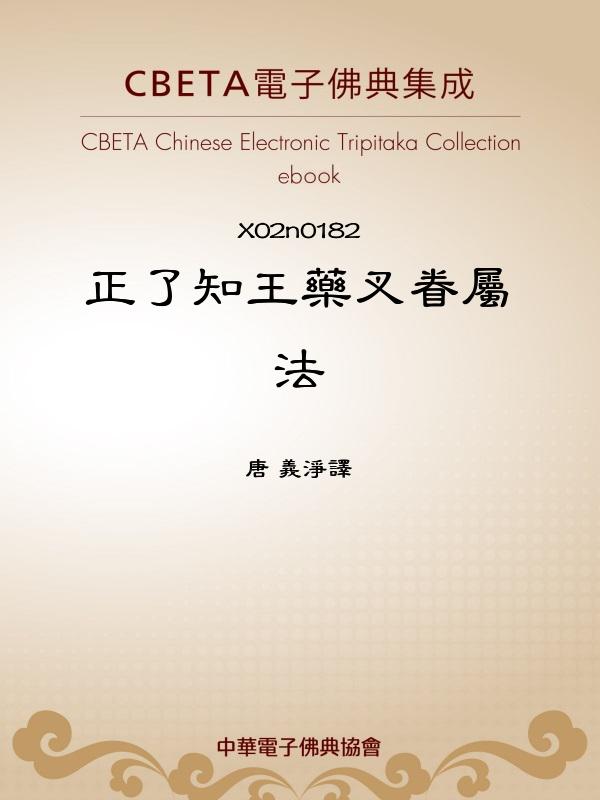 CBETA電子佛典集成
CBETA Chinese Electronic Tripitaka Collection
ebook
X02n0182
正了知王藥叉眷屬
法
唐 義淨譯
中華電子佛典協會